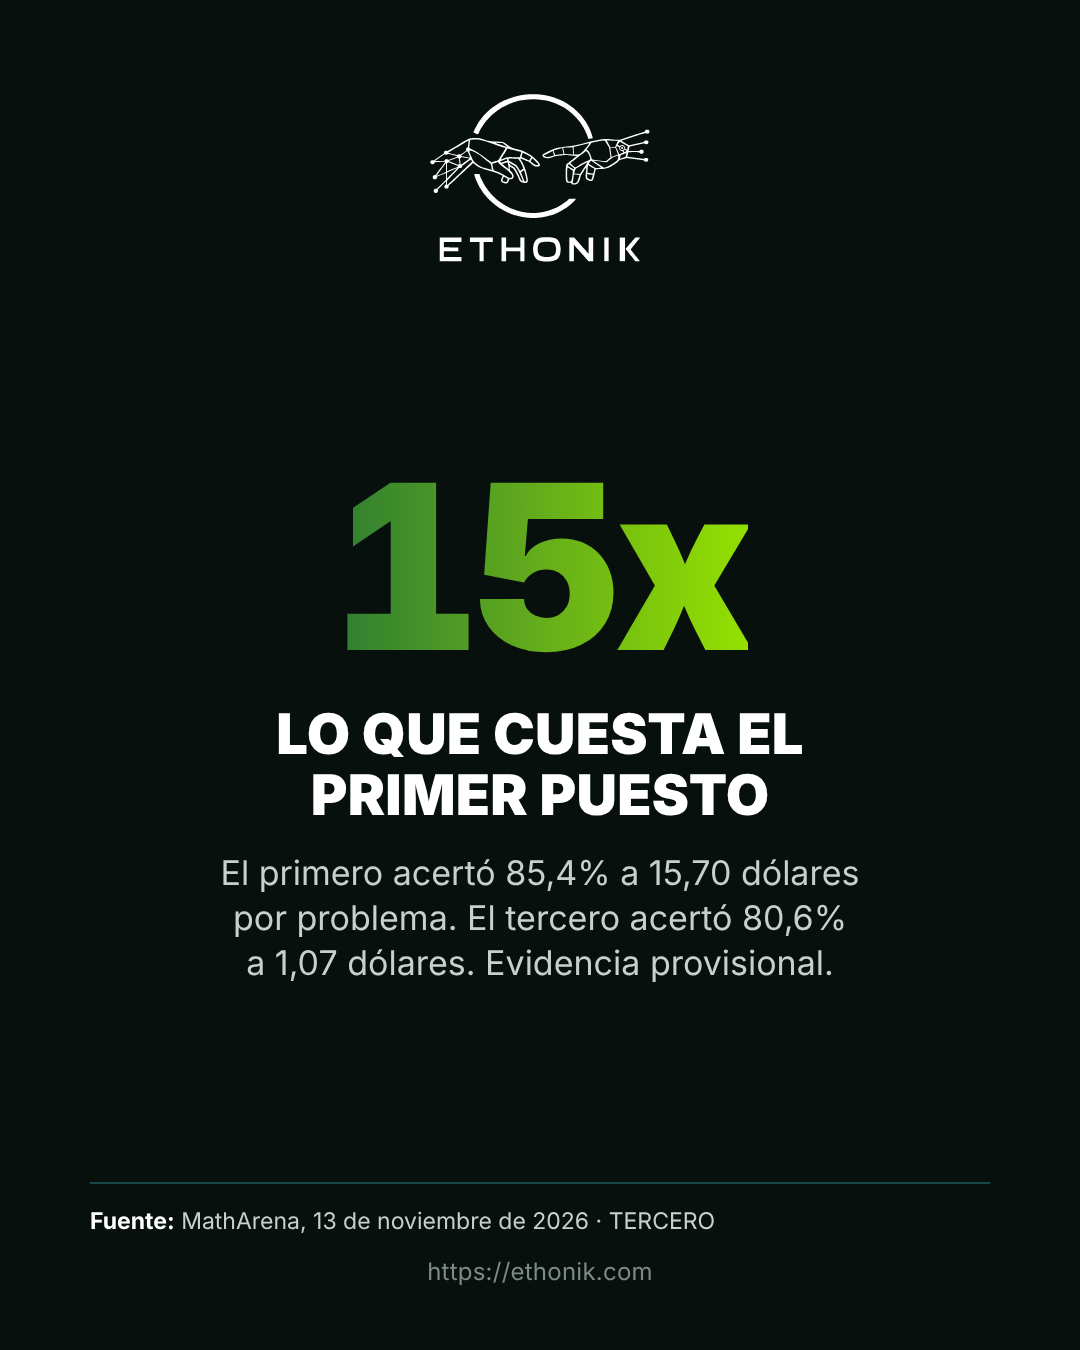 ETHONIK
15x
LO QUE CUESTA EL
PRIMER PUESTO
El primero acertó 85,4% a 15,70 dólares
por problema. El tercero acertó 80,6%
a 1,07 dólares. Evidencia provisional.
Fuente: MathArena, 13 de noviembre de 2026 · TERCERO
https://ethonik.com